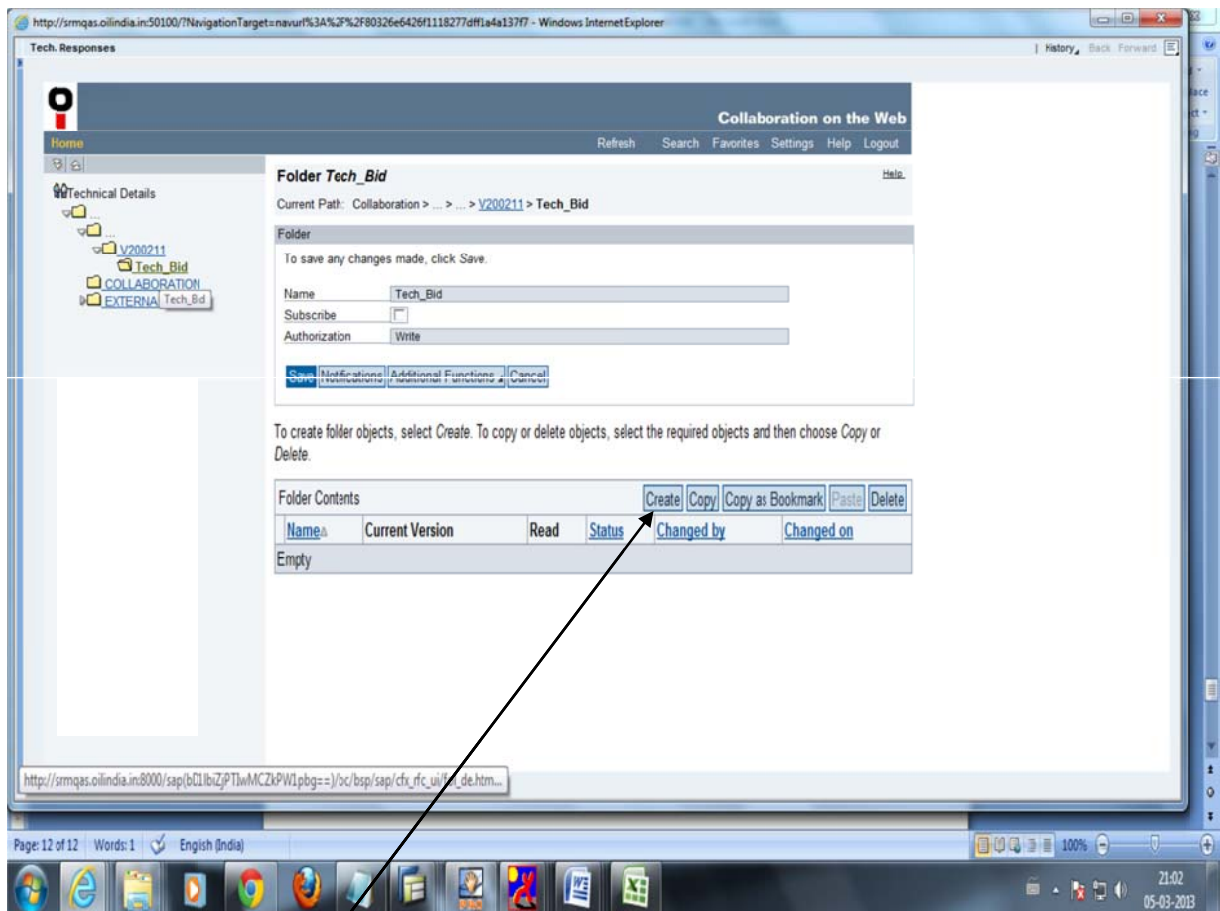 http://srmqas.oilindia.in:50100/?NavigationTarget=navurl%3A%2F%2F80326e6426f1118277dff1a4a137f7 - Windows Internet Explorer
Tech. Responses
History Back Forward
Collaboration on the Web
Home Refresh Search Favorites Settings Help Logout
Technical Details
...
...
V200211
Tech_Bid
COLLABORATION
EXTERNA
Tech_Bd
Folder Tech_Bid
Help
Current Path: Collaboration > ... > ... > V200211 > Tech_Bid
Folder
To save any changes made, click Save.
Name Tech_Bid
Subscribe
Authorization Write
Save Notifications Additional Functions Cancel
To create folder objects, select Create. To copy or delete objects, select the required objects and then choose Copy or
Delete.
Folder Contents Create Copy Copy as Bookmark Paste Delete
Name Current Version Read Status Changed by Changed on
Empty
Page: 12 of 12 Words: 1 Engish (India) 100%
21:02
05-03-2013